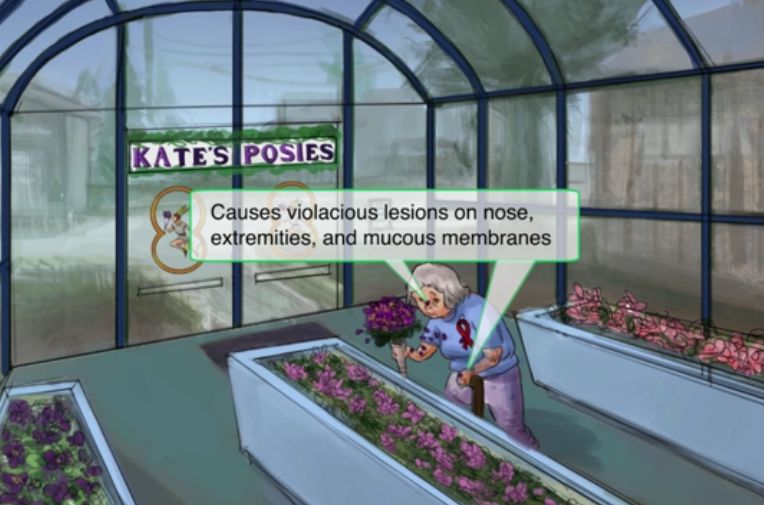 KATE'S POSIES
Causes violacious lesions on nose,
extremities, and mucous membranes